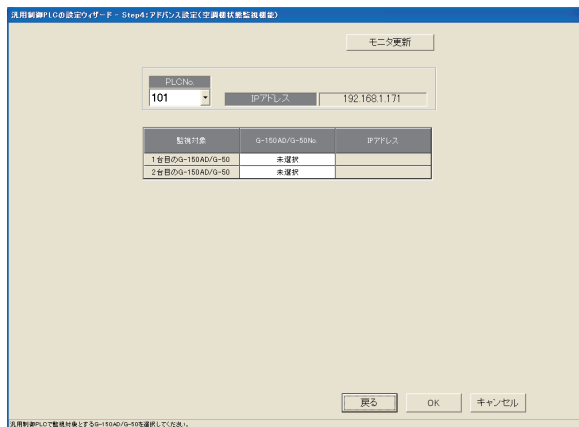 汎用制御PLCの設定ウィザード - Step4:アドバンス設定(空調機状態監視機能)
モニタ更新
PLCNo.
101
IPアドレス 192.168.1.171
監視対象 G-150AD/G-50No. IPアドレス
1台目のG-150AD/G-50 未選択
2台目のG-150AD/G-50 未選択
戻る OK キャンセル
汎用制御PLCで監視対象とするG-150AD/G-50を選択してください。